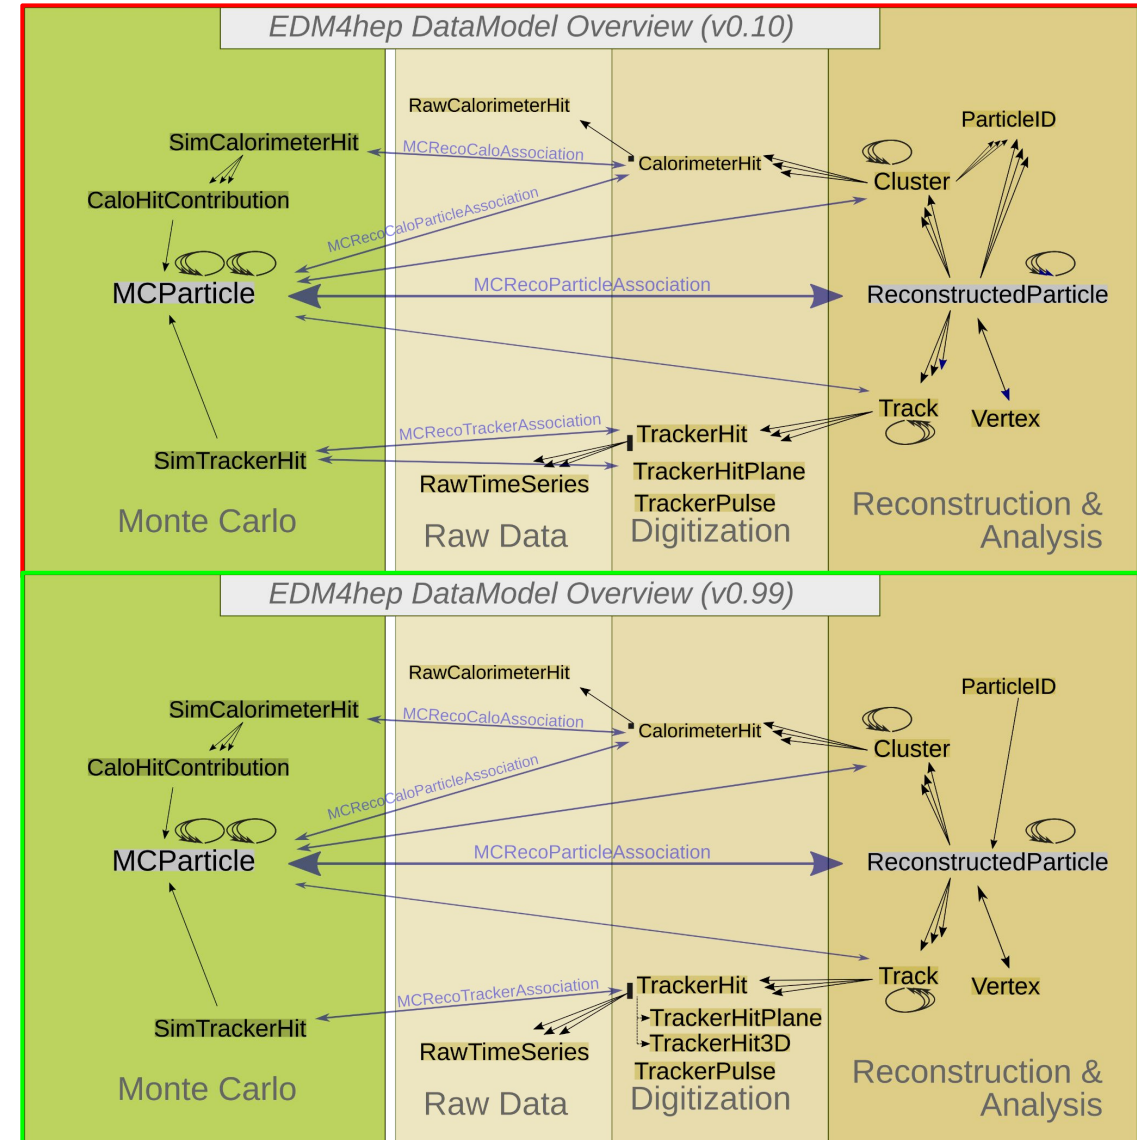 EDM4hep DataModel Overview (v0.10)
RawCalorimeterHit
ParticleID
SimCalorimeterHit
MCRecoCaloAssociation
CalorimeterHit
Cluster
CaloHitContribution
MCRecoCaloParticleAssociation
MCParticle
MCRecoParticleAssociation
ReconstructedParticle
Track
Vertex
MCRecoTrackerAssociation
TrackerHit
SimTrackerHit
TrackerHitPlane
RawTimeSeries
TrackerPulse
Monte Carlo
Raw Data
Digitization
Reconstruction &
Analysis
EDM4hep DataModel Overview (v0.99)
RawCalorimeterHit
ParticleID
SimCalorimeterHit
MCRecoCaloAssociation
CalorimeterHit
Cluster
CaloHitContribution
MCRecoCaloParticleAssociation
MCParticle
MCRecoParticleAssociation
ReconstructedParticle
Track
Vertex
MCRecoTrackerAssociation
TrackerHit
TrackerHitPlane
SimTrackerHit
TrackerHit3D
RawTimeSeries
TrackerPulse
Monte Carlo
Raw Data
Digitization
Reconstruction &
Analysis